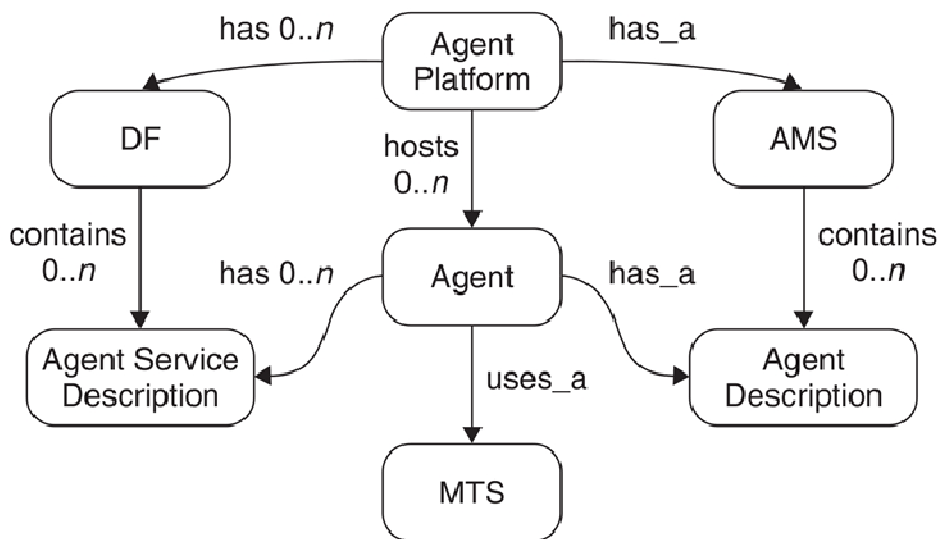 has 0..n
Agent
Platform
has_a
DF
hosts
0..n
AMS
contains
0..n
has 0..n
Agent
has_a
contains
0..n
Agent Service
Description
uses_a
Agent
Description
MTS